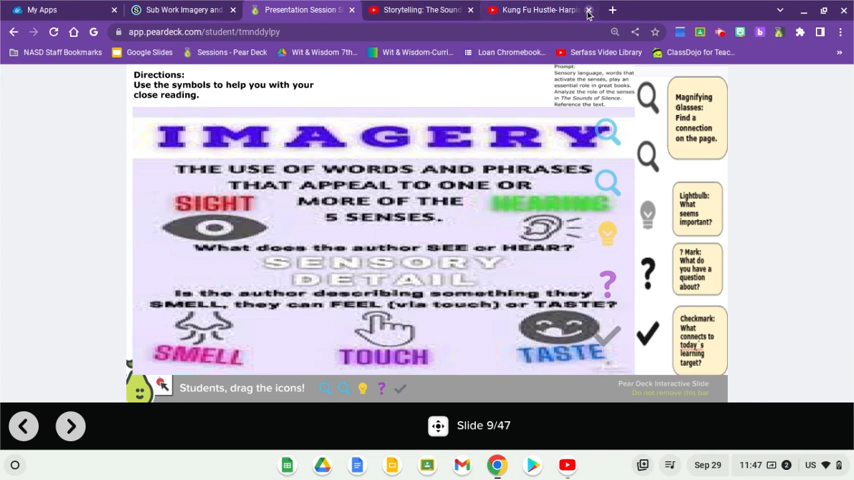 My Apps
Sub Work Imagery and
Presentation Session S
Storytelling: The Sound
Kung Fu Hustle- Harpi
app.peardeck.com/student/tmnddylpy
NASD Staff Bookmarks
Google Slides
Sessions - Pear Deck
Wit & Wisdom 7th...
Wit & Wisdom-Curri...
Loan Chromebook...
Serfass Video Library
ClassDojo for Teac...
Directions:
Use the symbols to help you with your
close reading.
Prompt:
Sensory language, words that
activate the senses, play an
essential role in great books.
Analyze the role of the senses
in The Sounds of Silence.
Reference the text.
IMAGERY
THE USE OF WORDS AND PHRASES
THAT APPEAL TO ONE OR
MORE OF THE
5 SENSES.
SIGHT
HEARING
What does the author SEE or HEAR?
SENSORY
DETAIL
Is the author describing something they
SMELL, they can FEEL (via touch) or TASTE?
SMELL
TOUCH
TASTE
Magnifying
Glasses:
Find a
connection
on the page.
Lightbulb:
What
seems
important?
? Mark:
What do
you have a
question
about?
Checkmark:
What
connects to
today's
learning
target?
Students, drag the icons!
Pear Deck Interactive Slide
Do not remove this bar
Slide 9/47
Sep 29
11:47
2
US